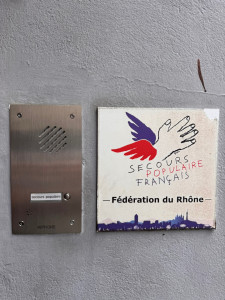 SECOURS
POPULAIRE
FRANÇAIS
Fédération du Rhône